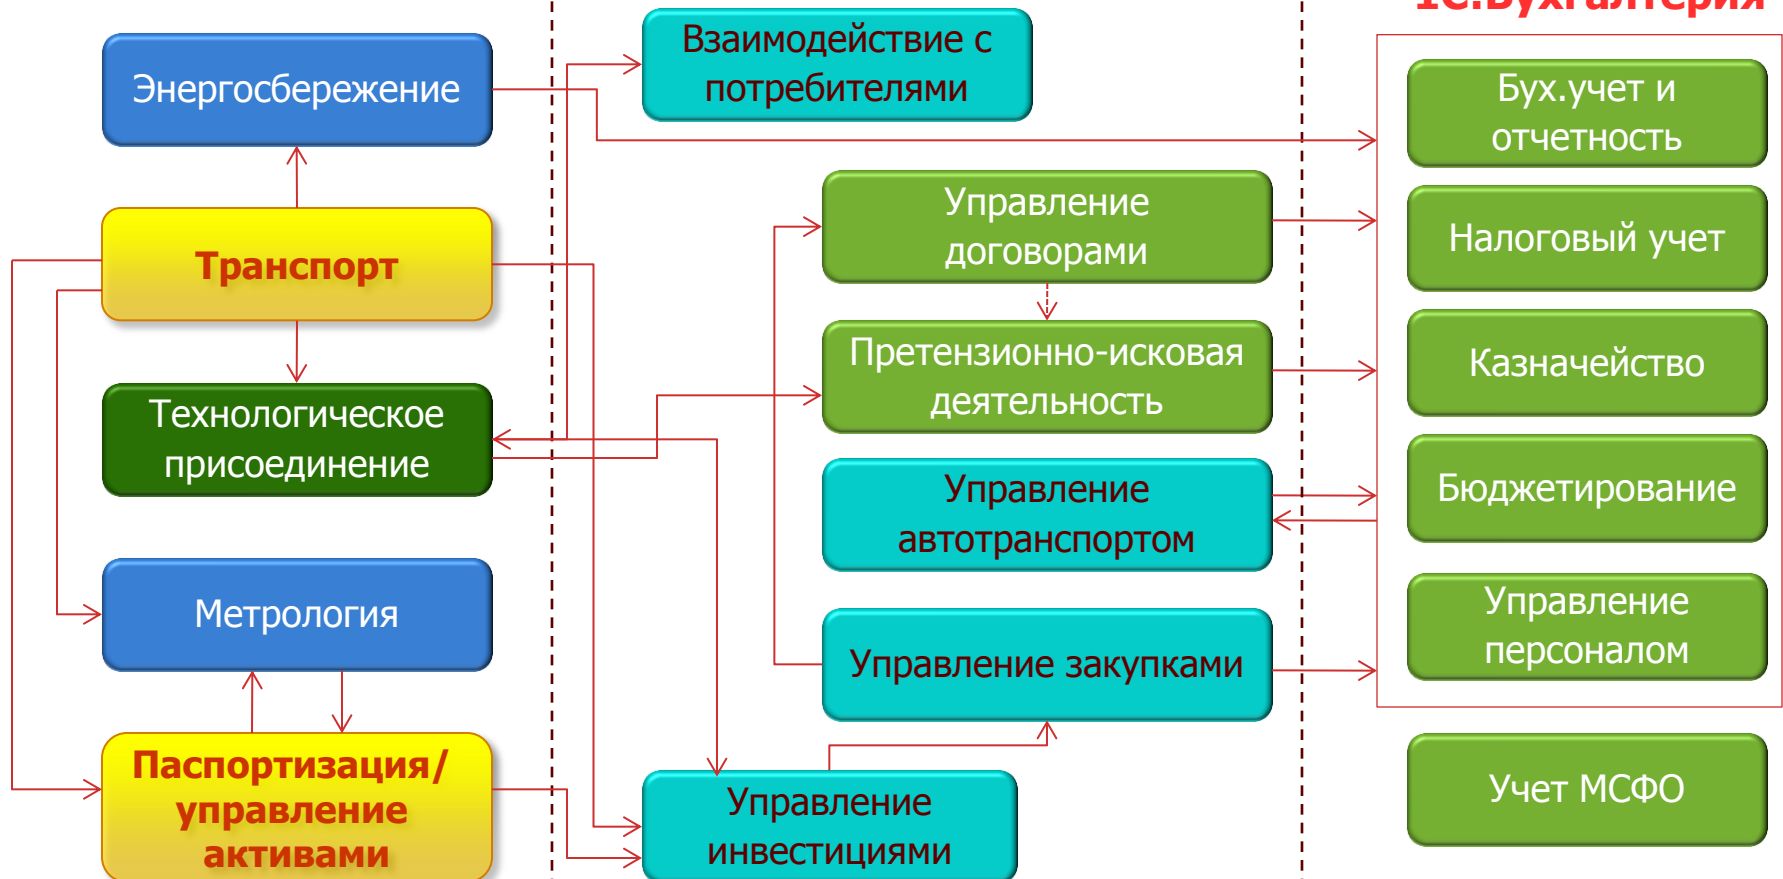 1С:Бухгалтерия
Энергосбережение
Транспорт
Технологическое
присоединение
Метрология
Паспортизация/
управление
активами
Взаимодействие с
потребителями
Управление
договорами
Претензионно-исковая
деятельность
Управление
автотранспортом
Управление закупками
Управление
инвестициями
Бух.учет и
отчетность
Налоговый учет
Казначейство
Бюджетирование
Управление
персоналом
Учет МСФО